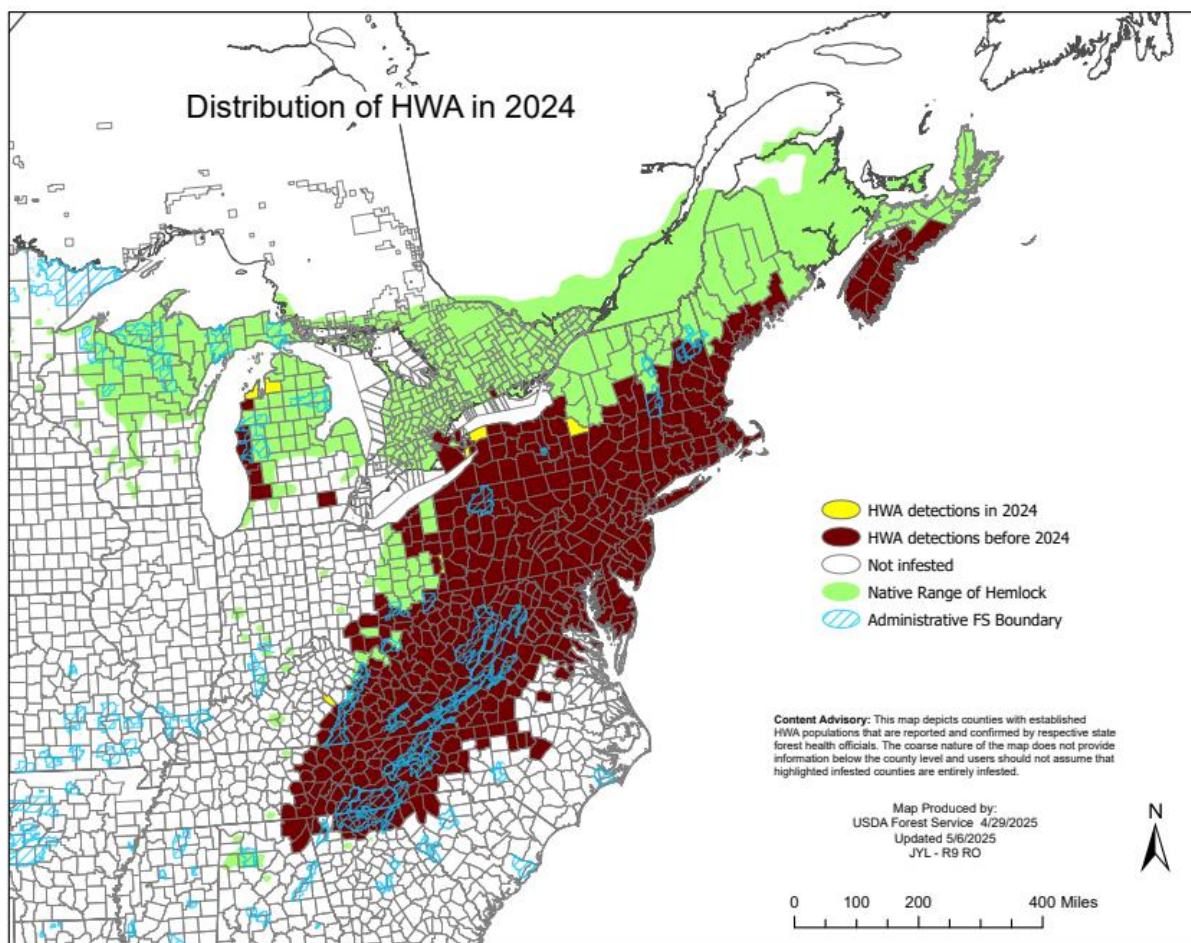 Distribution of HWA in 2024
HWA detections in 2024
HWA detections before 2024
Not infested
Native Range of Hemlock
Administrative FS Boundary
Content Advisory: This map depicts counties with established
HWA populations that are reported and confirmed by respective state
forest health officials. The coarse nature of the map does not provide
information below the county level and users should not assume that
highlighted infested counties are entirely infested.
Map Produced by:
USDA Forest Service 4/29/2025
Updated 5/6/2025
JYL - R9 RO
N
0 100 200 400 Miles